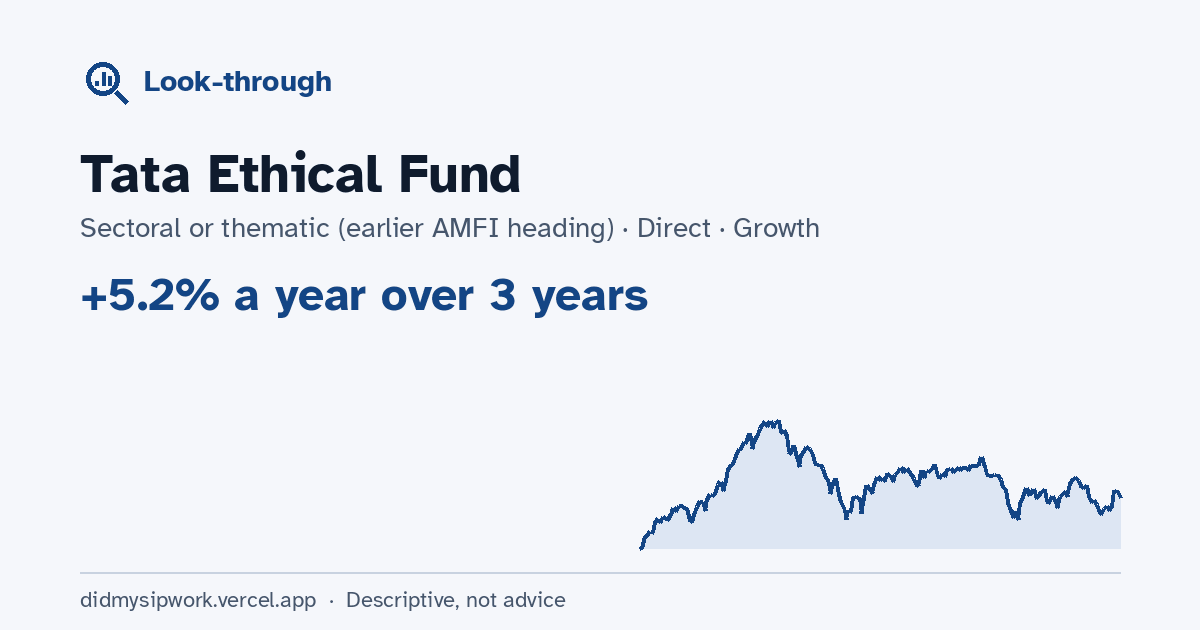 Look-through
Tata Ethical Fund
Sectoral or thematic (earlier AMFI heading) · Direct · Growth
+5.2% a year over 3 years
didmysipwork.vercel.app · Descriptive, not advice